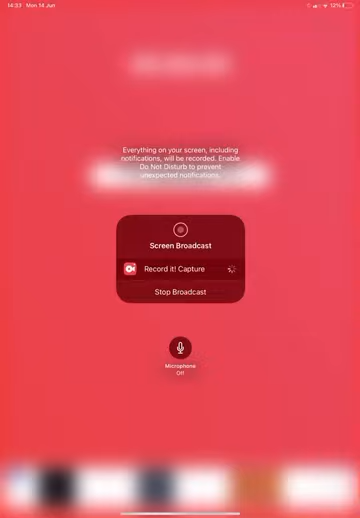 14:33 Mon 14 Jun
12%
Everything on your screen, including
notifications, will be recorded. Enable
Do Not Disturb to prevent
unexpected notifications.
Screen Broadcast
Record it! Capture
Stop Broadcast
Microphone
Off